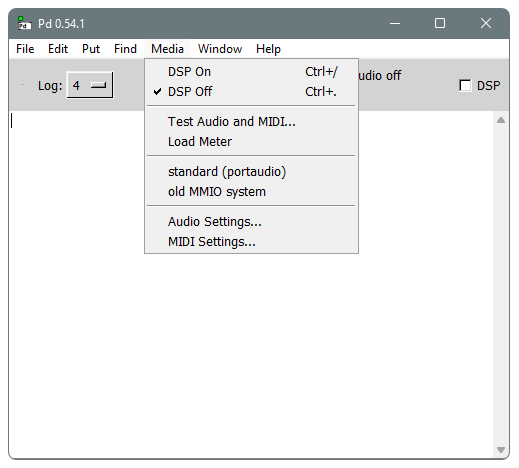 Pd 0.54.1
File Edit Put Find Media Window Help
Log: 4 udio off DSP
DSP On Ctrl+/
DSP Off Ctrl+.
Test Audio and MIDI...
Load Meter
standard (portaudio)
old MMIO system
Audio Settings...
MIDI Settings...